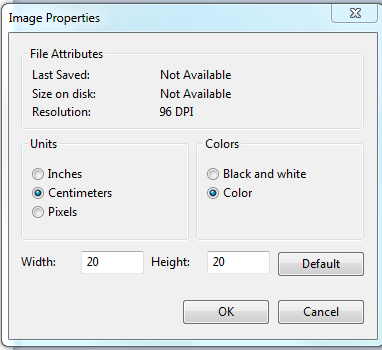 Image Properties
File Attributes
Last Saved: Not Available
Size on disk: Not Available
Resolution: 96 DPI
Units Colors
Inches Black and white
Centimeters Color
Pixels
Width: 20 Height: 20 Default
OK Cancel